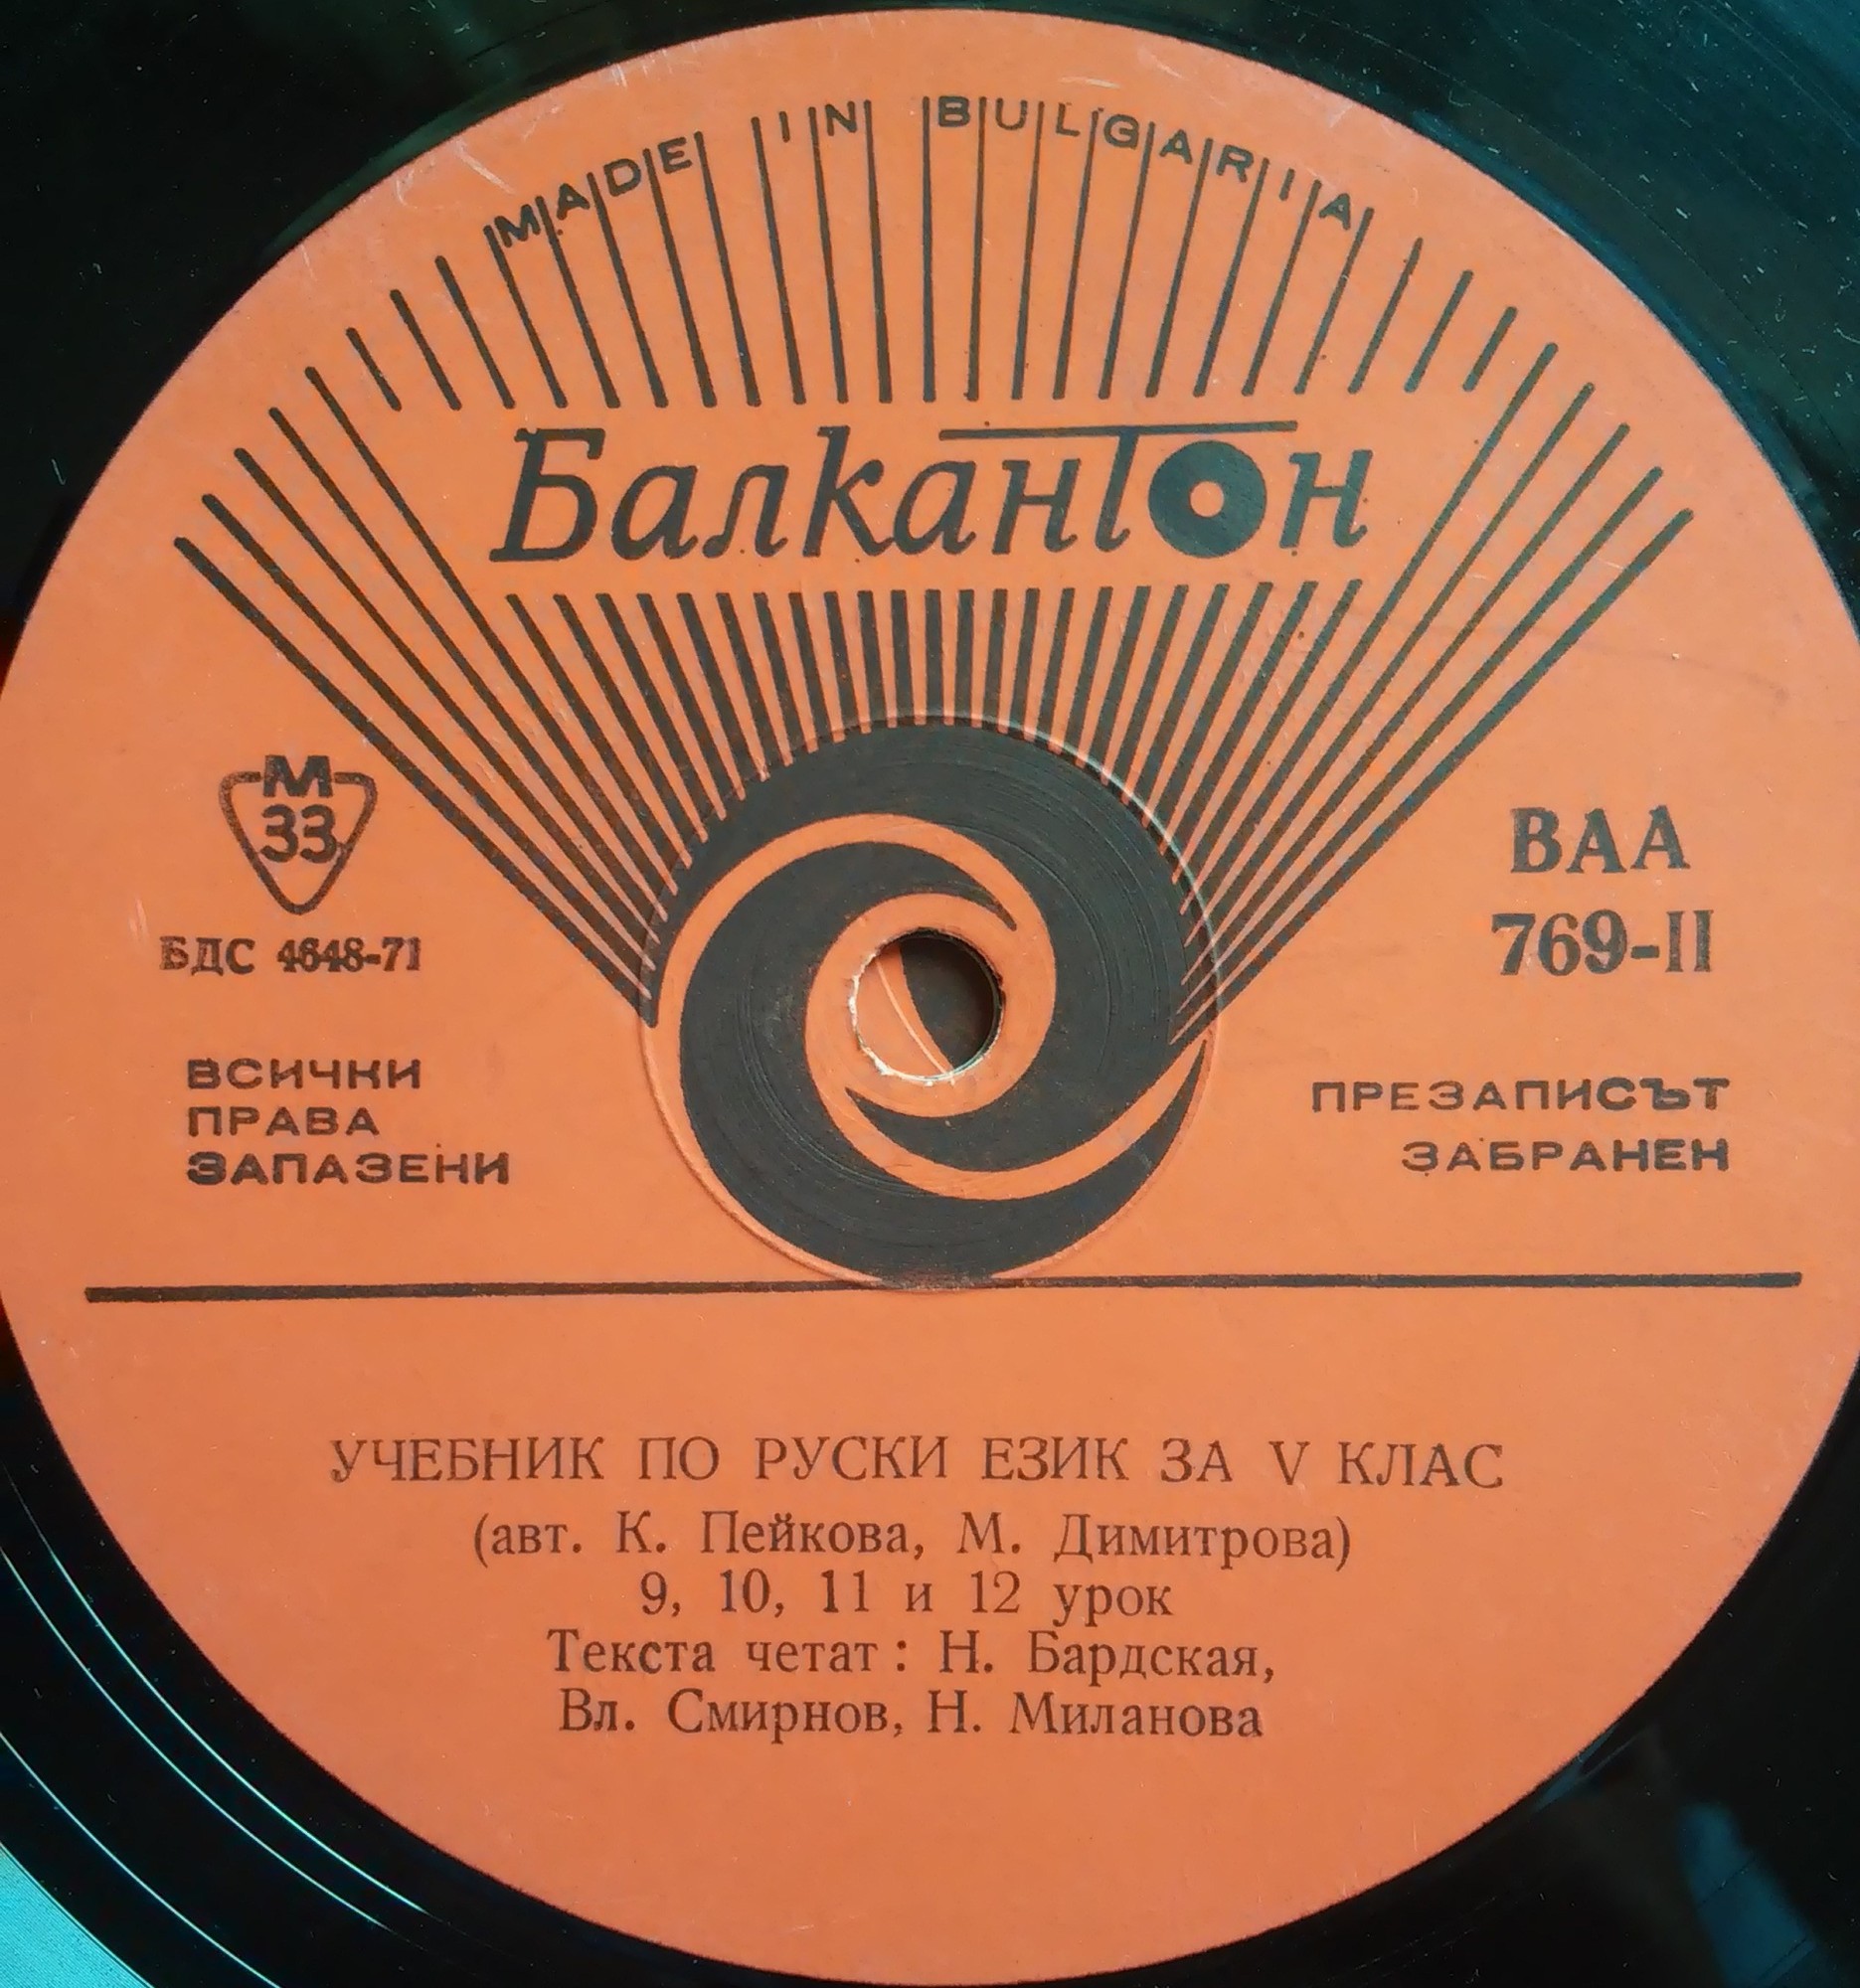 MADE IN BULGARIA
Балкантон
М
33
БДС 4648-71
ВАА
769-II
ВСИЧКИ
ПРАВА
ЗАПАЗЕНИ
ПРЕЗАПИСЪТ
ЗАБРАНЕН
УЧЕБНИК ПО РУСКИ ЕЗИК ЗА V КЛАС
(авт. К. Пейкова, М. Димитрова)
9, 10, 11 и 12 урок
Текста четат: Н. Бардская,
Вл. Смирнов, Н. Миланова